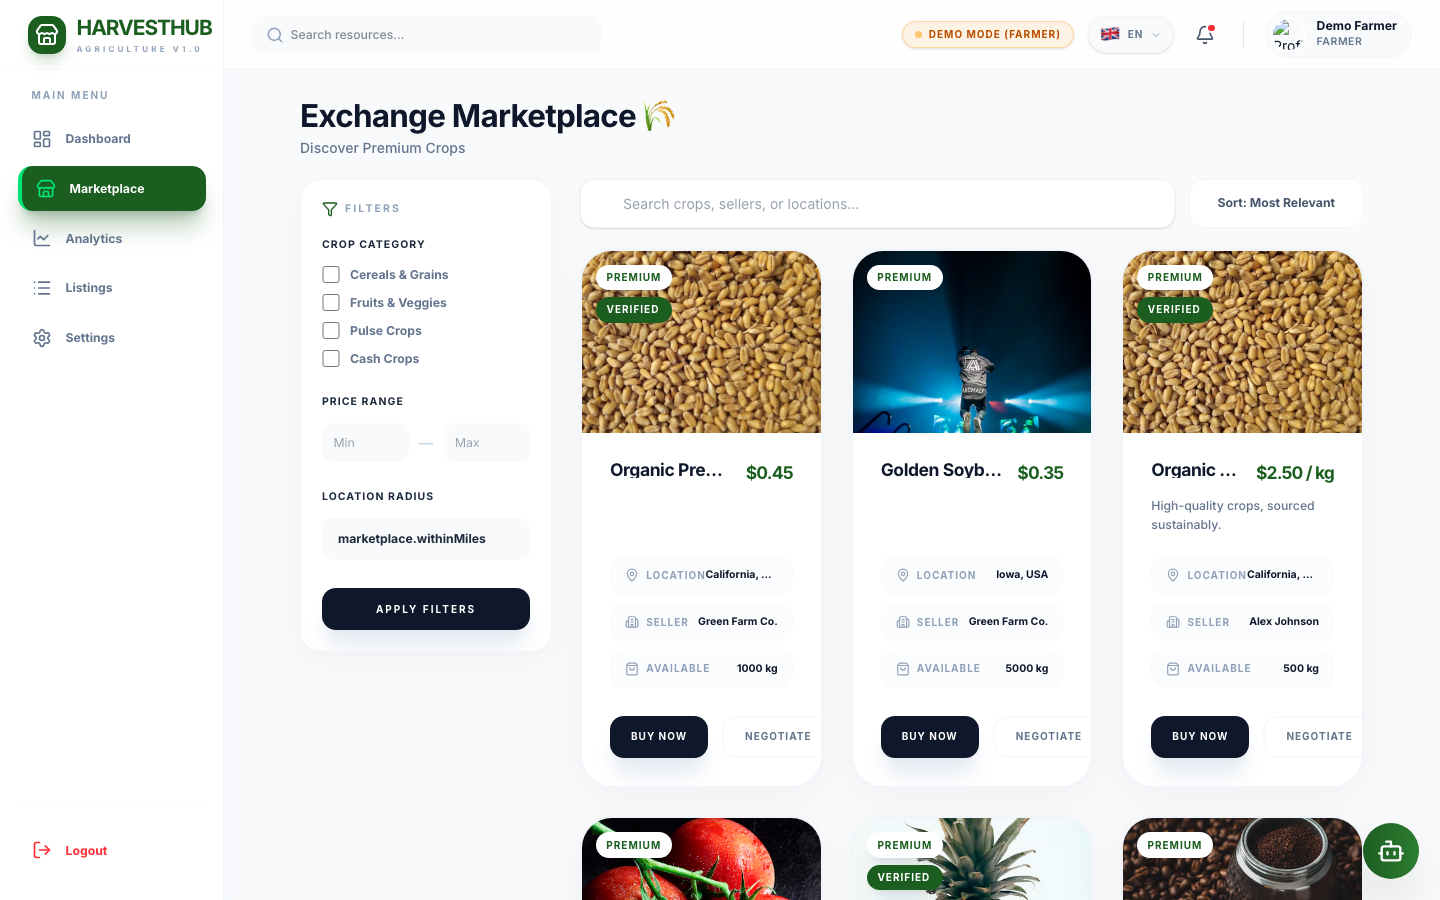 HARVESTHUB
AGRICULTURE V1.0
Search resources...
DEMO MODE (FARMER)
EN
Prof
Demo Farmer
FARMER
MAIN MENU
Dashboard
Marketplace
Analytics
Listings
Settings
Logout
Exchange Marketplace
Discover Premium Crops
FILTERS
CROP CATEGORY
Cereals & Grains
Fruits & Veggies
Pulse Crops
Cash Crops
PRICE RANGE
Min
—
Max
LOCATION RADIUS
marketplace.withinMiles
APPLY FILTERS
Search crops, sellers, or locations...
Sort: Most Relevant
PREMIUM
VERIFIED
Organic Pre...
$0.45
LOCATION
California, ...
SELLER
Green Farm Co.
AVAILABLE
1000 kg
BUY NOW
NEGOTIATE
PREMIUM
Golden Soyb...
$0.35
LOCATION
Iowa, USA
SELLER
Green Farm Co.
AVAILABLE
5000 kg
BUY NOW
NEGOTIATE
PREMIUM
VERIFIED
Organic ...
$2.50 / kg
High-quality crops, sourced
sustainably.
LOCATION
California, ...
SELLER
Alex Johnson
AVAILABLE
500 kg
BUY NOW
NEGOTIATE
PREMIUM
PREMIUM
VERIFIED
PREMIUM